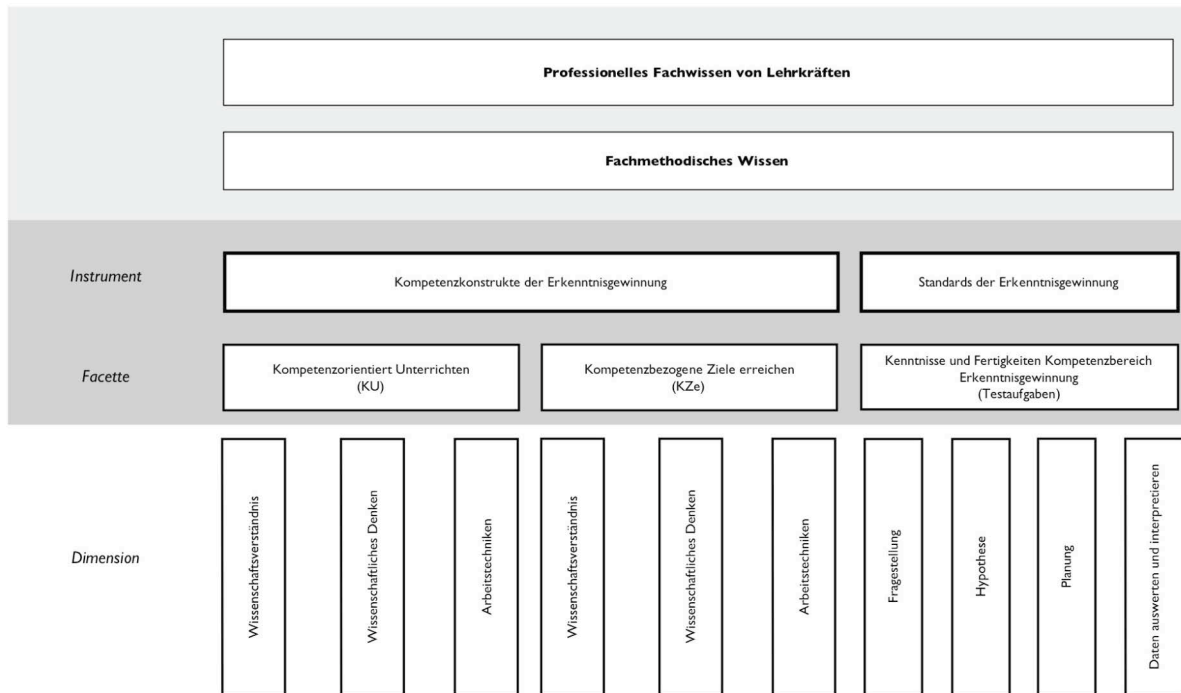 Professionelles Fachwissen von Lehrkräften
Fachmethodisches Wissen
Instrument
Kompetenzkonstrukte der Erkenntnisgewinnung
Standards der Erkenntnisgewinnung
Facette
Kompetenzorientiert Unterrichten
(KU)
Kompetenzbezogene Ziele erreichen
(KZe)
Kenntnisse und Fertigkeiten Kompetenzbereich
Erkenntnisgewinnung
(Testaufgaben)
Dimension
Wissenschaftsverständnis
Wissenschaftliches Denken
Arbeitstechniken
Wissenschaftsverständnis
Wissenschaftliches Denken
Arbeitstechniken
Fragestellung
Hypothese
Planung
Daten auswerten und interpretieren